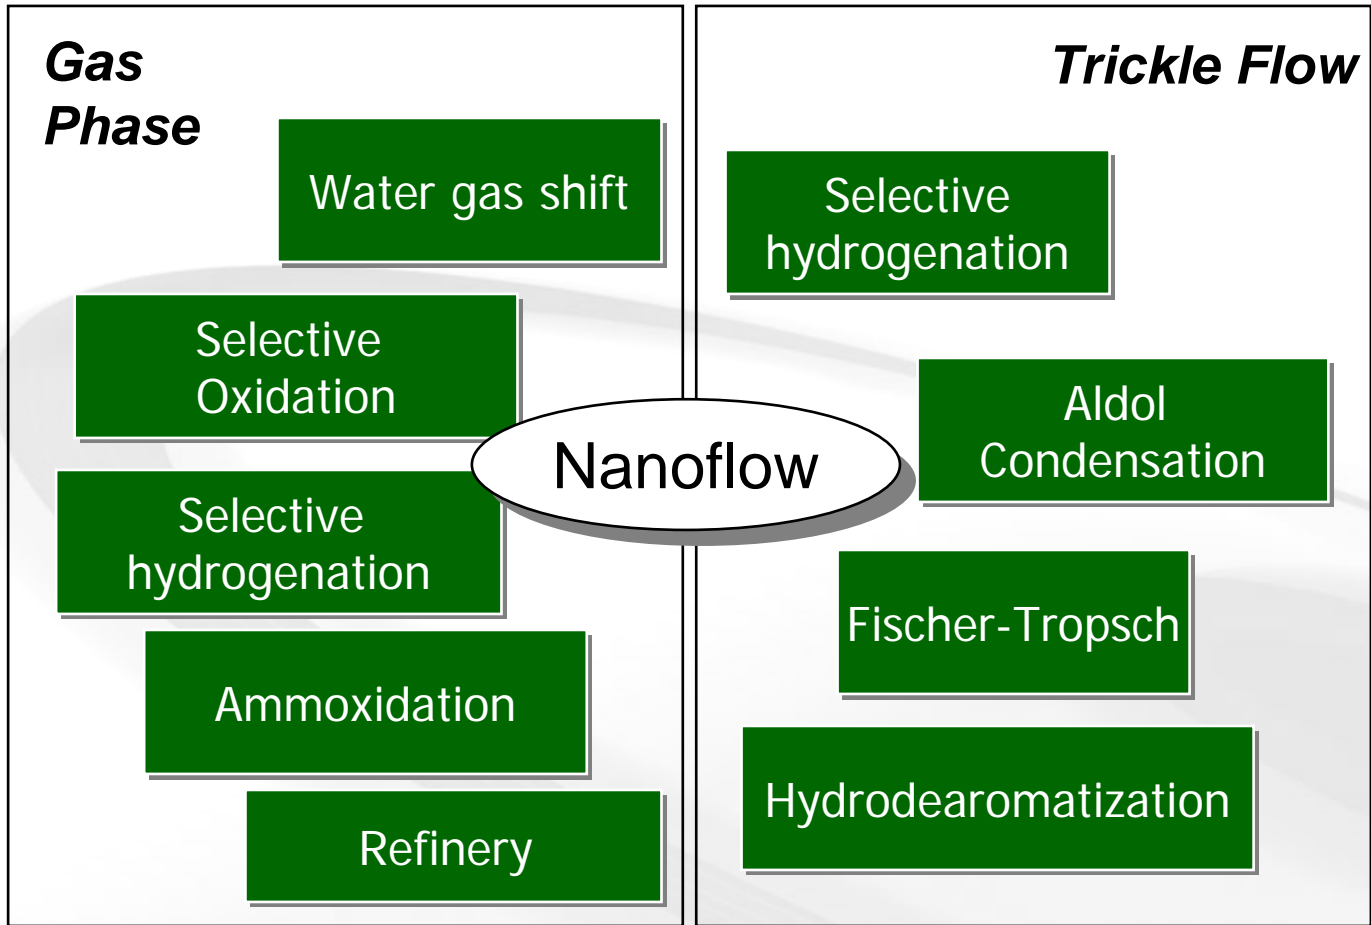 Gas
Phase
Water gas shift
Selective
Oxidation
Selective
hydrogenation
Ammoxidation
Refinery
Nanoflow
Trickle Flow
Selective
hydrogenation
Aldol
Condensation
Fischer-Tropsch
Hydrodearomatization